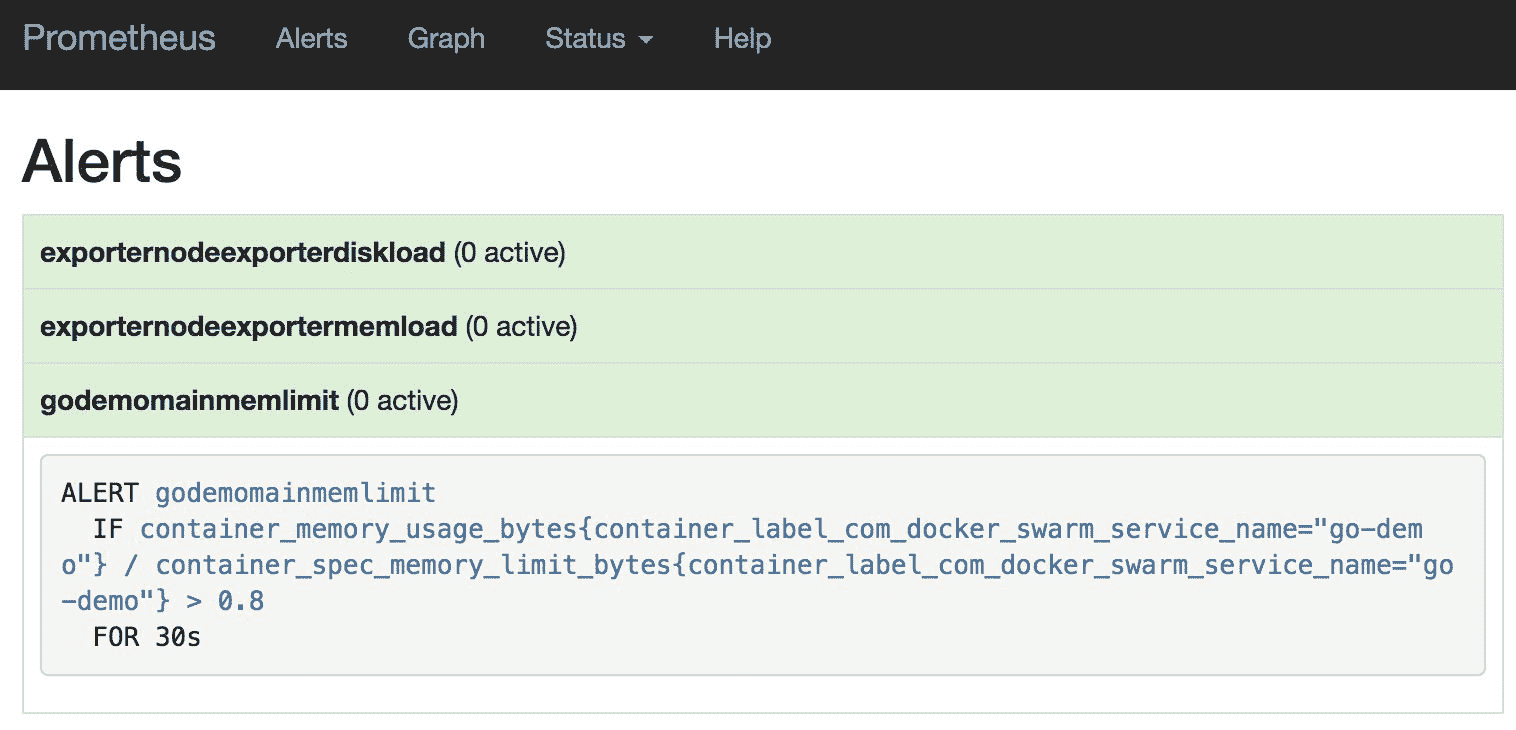 Prometheus Alerts Graph Status Help
Alerts
exporternodeexporterdiskload (0 active)
exporternodeexportermemload (0 active)
godemomainmemlimit (0 active)
ALERT godemomainmemlimit
IF container_memory_usage_bytes{container_label_com_docker_swarm_service_name="go-dem
o"} / container_spec_memory_limit_bytes{container_label_com_docker_swarm_service_name="go
-demo"} > 0.8
FOR 30s